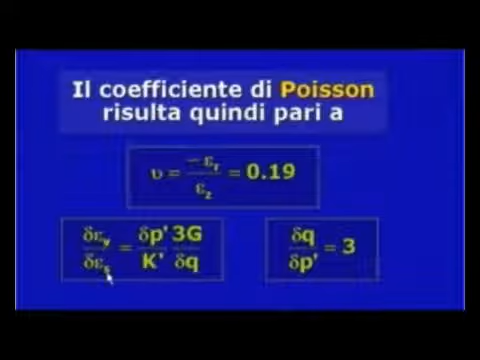 Il coefficiente di Poisson
risulta quindi pari a
υ = −εr / εz = 0.19
δεv / δεs = δp' / K' 3G / δq
δq / δp' = 3